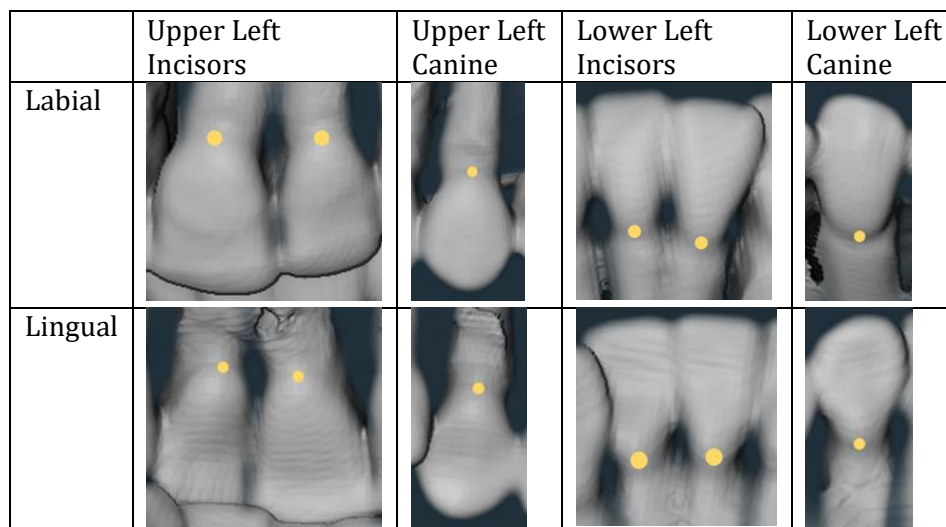 Upper Left
Incisors
Upper Left
Canine
Lower Left
Incisors
Lower Left
Canine
Labial
Lingual